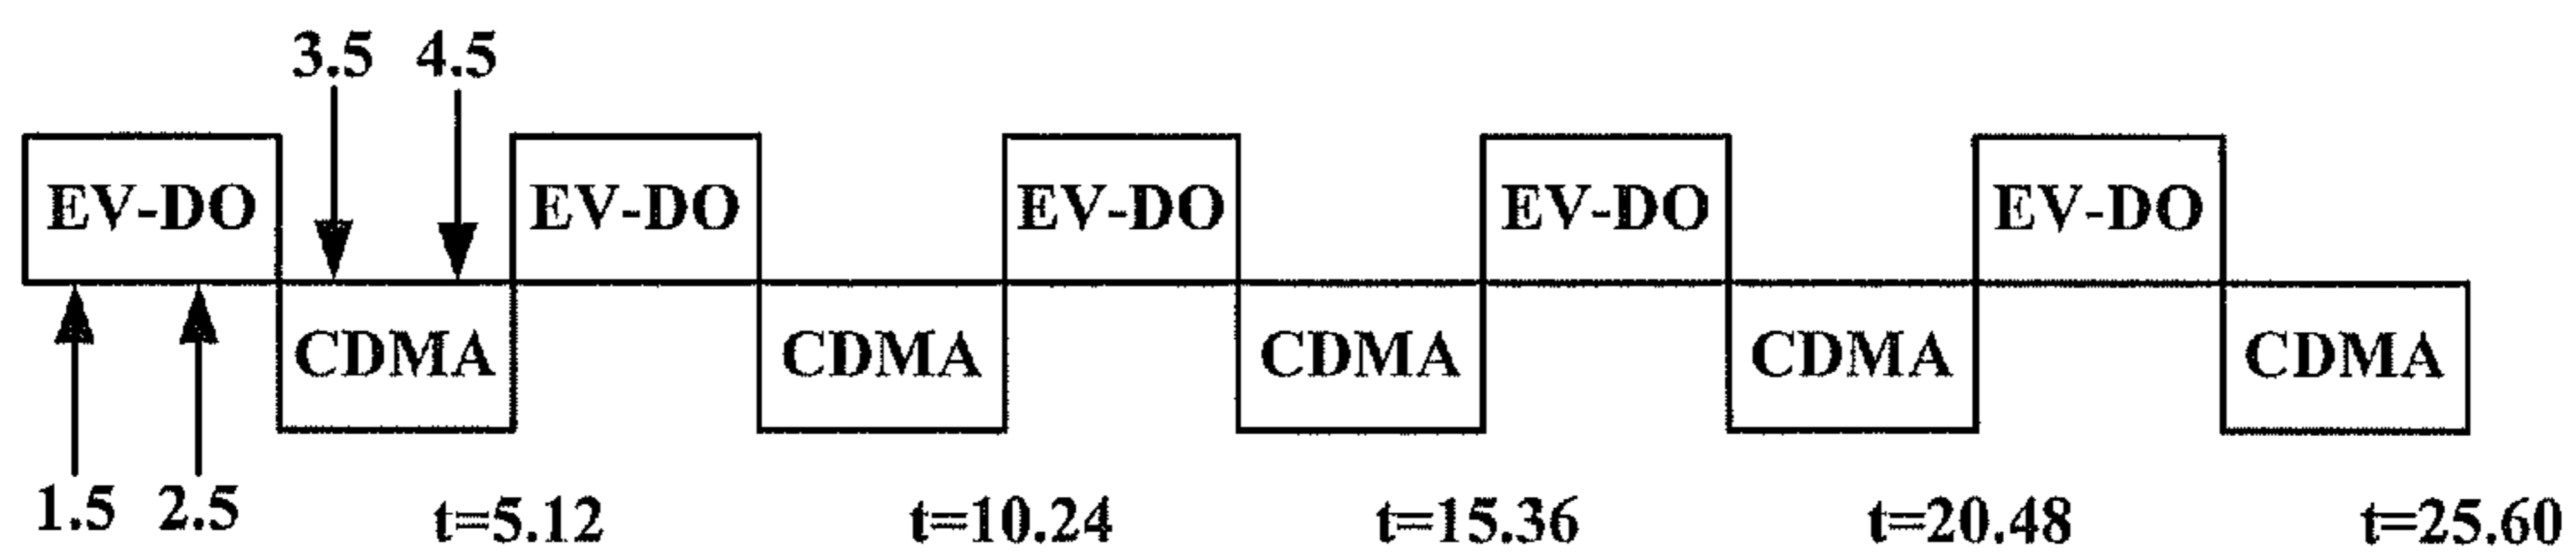 3.5 4.5
EV-DO EV-DO EV-DO EV-DO EV-DO
CDMA CDMA CDMA CDMA CDMA
1.5 2.5 t=5.12 t=10.24 t=15.36 t=20.48 t=25.60